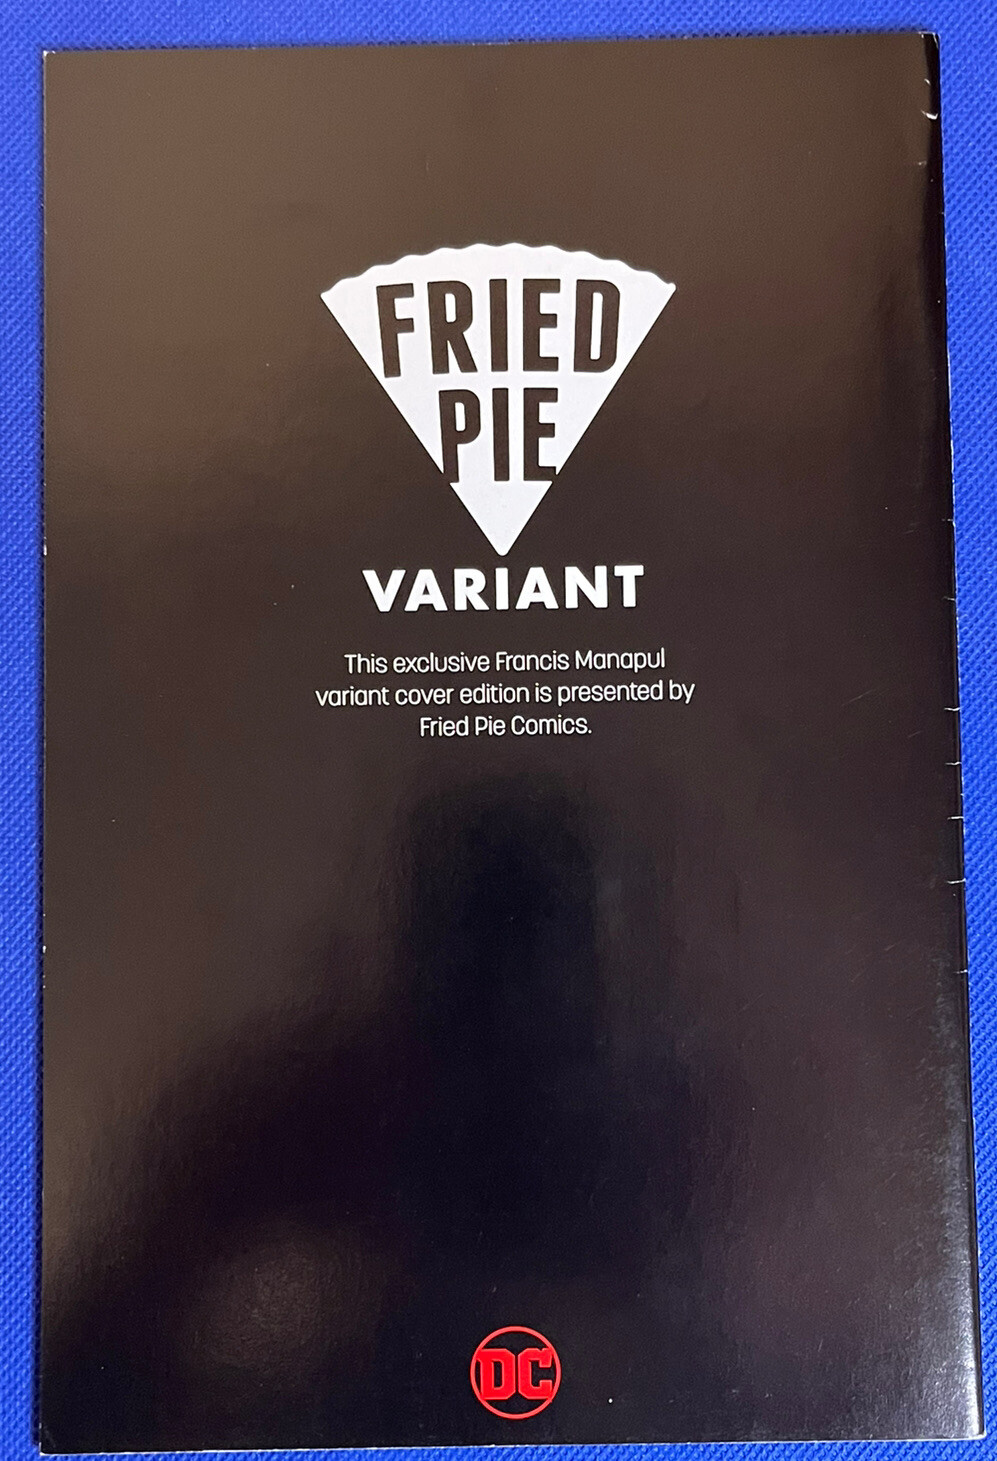 FRIED
PIE
VARIANT
This exclusive Francis Manapul
variant cover edition is presented by
Fried Pie Comics.
DC